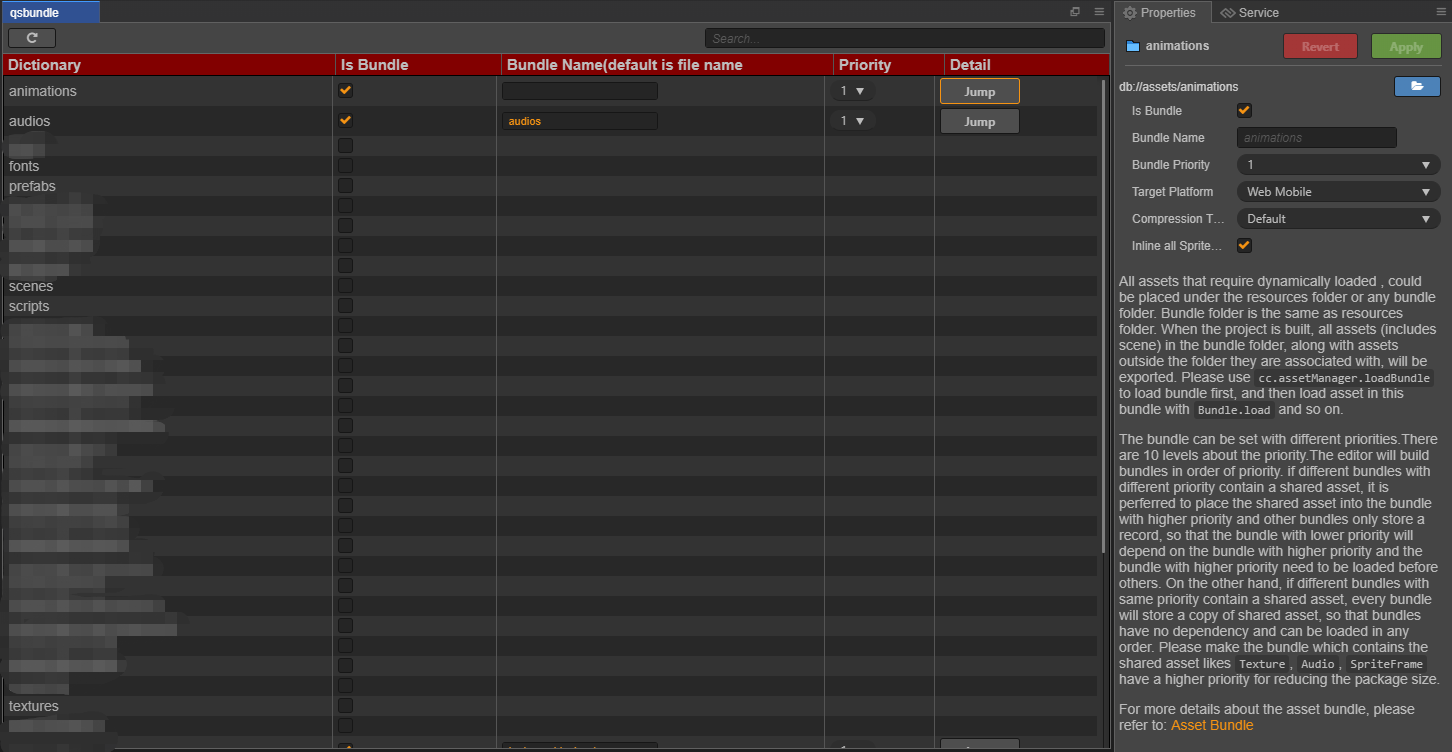 qsbundle
Search...
Dictionary Is Bundle Bundle Name(default is file name Priority Detail
animations 1 Jump
audios audios 1 Jump
fonts
prefabs
scenes
scripts
textures
Properties Service
animations Revert Apply
db://assets/animations
Is Bundle
Bundle Name animations
Bundle Priority 1
Target Platform Web Mobile
Compression T... Default
Inline all Sprite...
All assets that require dynamically loaded , could
be placed under the resources folder or any bundle
folder. Bundle folder is the same as resources
folder. When the project is built, all assets (includes
scene) in the bundle folder, along with assets
outside the folder they are associated with, will be
exported. Please use cc.assetManager.loadBundle
to load bundle first, and then load asset in this
bundle with Bundle.load and so on.
The bundle can be set with different priorities.There
are 10 levels about the priority.The editor will build
bundles in order of priority. if different bundles with
different priority contain a shared asset, it is
perferred to place the shared asset into the bundle
with higher priority and other bundles only store a
record, so that the bundle with lower priority will
depend on the bundle with higher priority and the
bundle with higher priority need to be loaded before
others. On the other hand, if different bundles with
same priority contain a shared asset, every bundle
will store a copy of shared asset, so that bundles
have no dependency and can be loaded in any
order. Please make the bundle which contains the
shared asset likes Texture , Audio , SpriteFrame
have a higher priority for reducing the package size.
For more details about the asset bundle, please
refer to: Asset Bundle